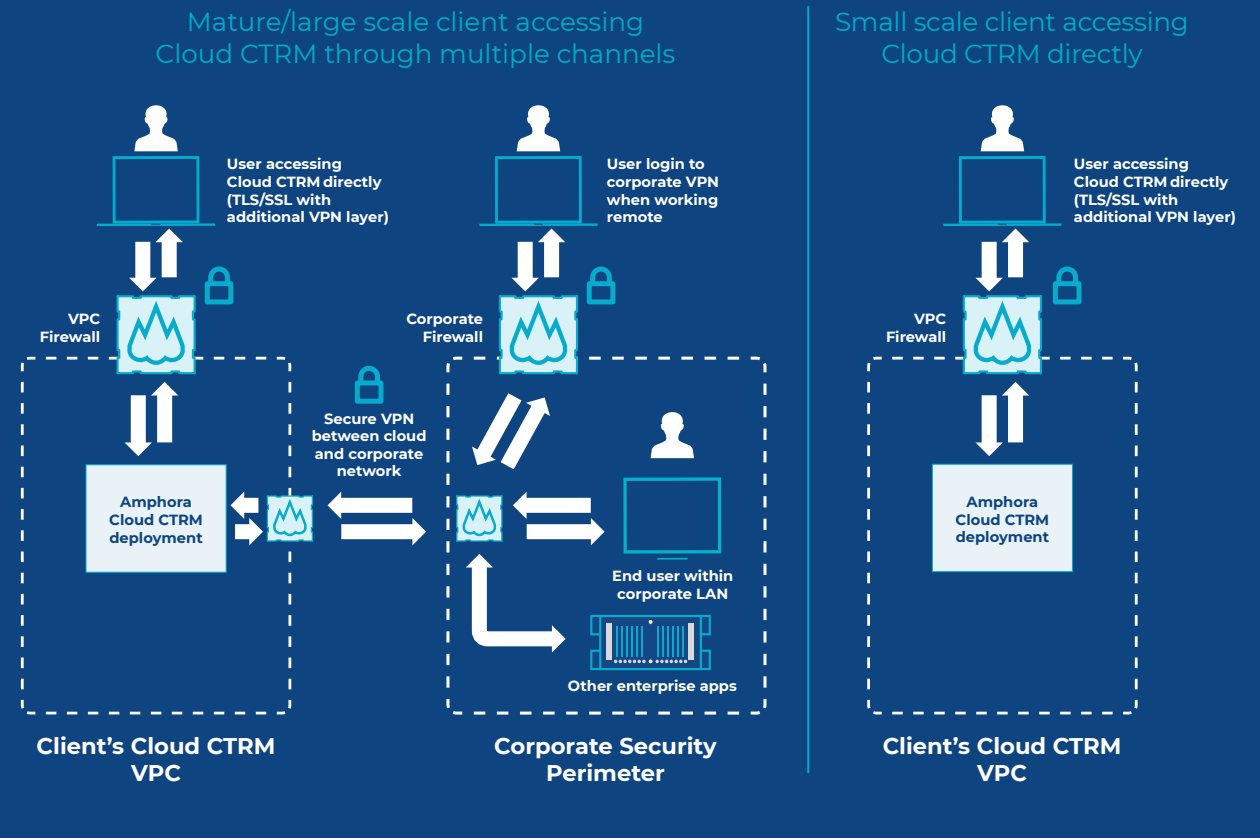 Mature/large scale client accessing
Cloud CTRM through multiple channels
Small scale client accessing
Cloud CTRM directly
User accessing
Cloud CTRM directly
(TLS/SSL with
additional VPN layer)
User login to
corporate VPN
when working
remote
User accessing
Cloud CTRM directly
(TLS/SSL with
additional VPN layer)
VPC
Firewall
Corporate
Firewall
VPC
Firewall
Secure VPN
between cloud
and corporate
network
Amphora
Cloud CTRM
deployment
End user within
corporate LAN
Other enterprise apps
Amphora
Cloud CTRM
deployment
Client’s Cloud CTRM
VPC
Corporate Security
Perimeter
Client’s Cloud CTRM
VPC